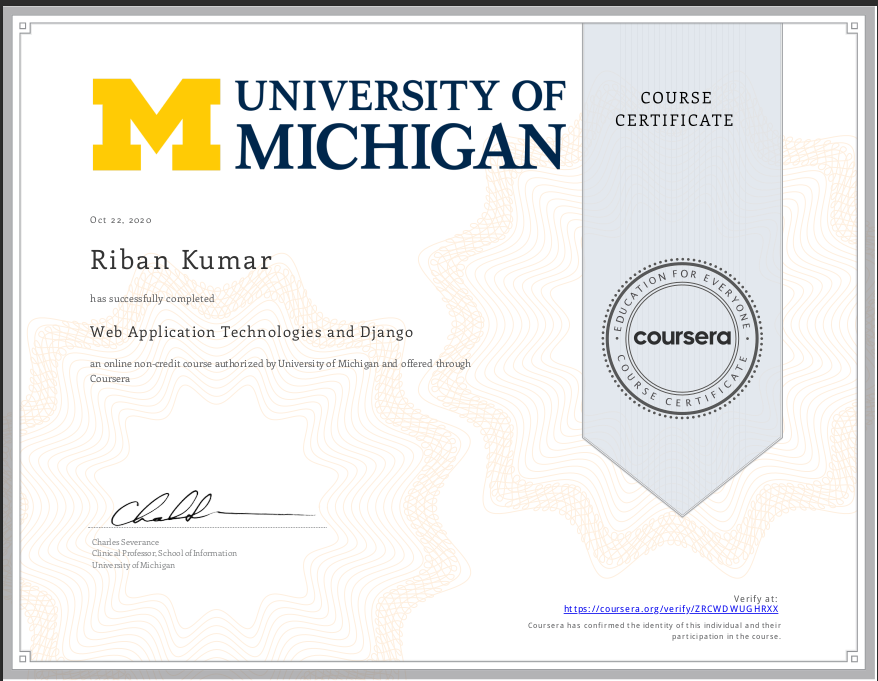 UNIVERSITY OF
MICHIGAN
COURSE
CERTIFICATE
Oct 22, 2020
Riban Kumar
has successfully completed
Web Application Technologies and Django
an online non-credit course authorized by University of Michigan and offered through
Coursera
EDUCATION FOR EVERYONE
coursera
COURSE CERTIFICATE
Charles Severance
Clinical Professor, School of Information
University of Michigan
Verify at:
https://coursera.org/verify/ZRCWDWUGHRXX
Coursera has confirmed the identity of this individual and their
participation in the course.